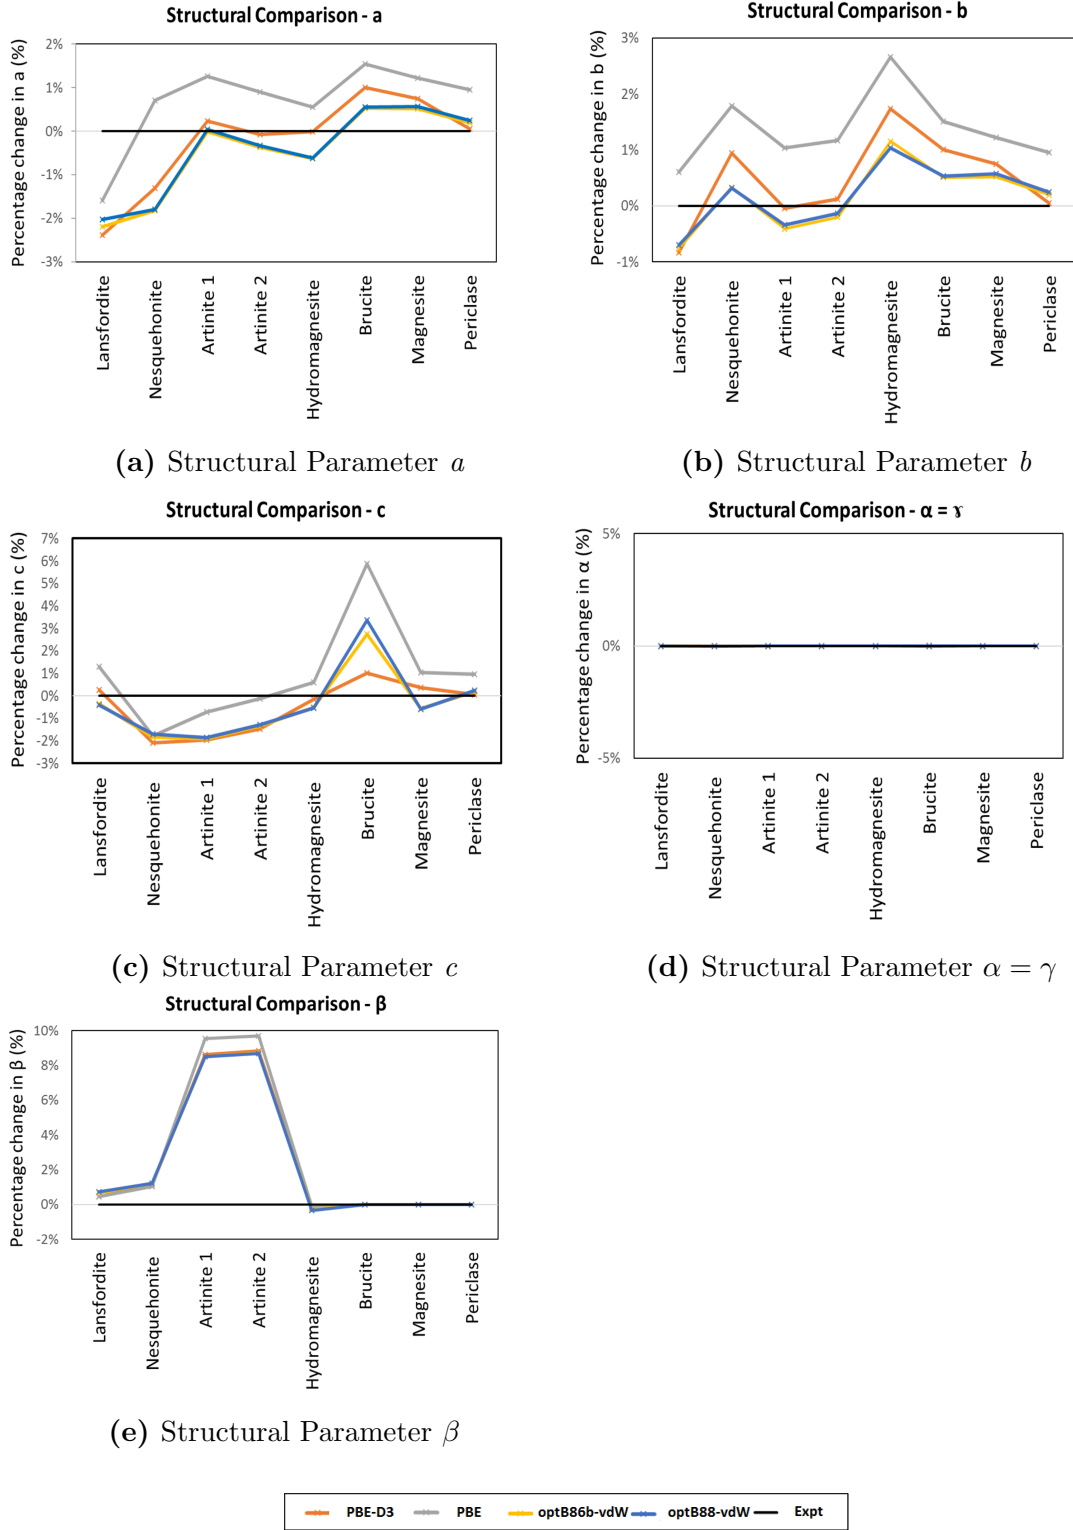 Structural Comparison - a
Percentage change in a (%)
2%
1%
0%
-1%
-2%
-3%
Lansfordite
Nesquehonite
Artinite 1
Artinite 2
Hydromagnesite
Brucite
Magnesite
Periclase
(a) Structural Parameter a
Structural Comparison - b
Percentage change in b (%)
3%
2%
1%
0%
-1%
Lansfordite
Nesquehonite
Artinite 1
Artinite 2
Hydromagnesite
Brucite
Magnesite
Periclase
(b) Structural Parameter b
Structural Comparison - c
Percentage change in c (%)
7%
6%
5%
4%
3%
2%
1%
0%
-1%
-2%
-3%
Lansfordite
Nesquehonite
Artinite 1
Artinite 2
Hydromagnesite
Brucite
Magnesite
Periclase
(c) Structural Parameter c
Structural Comparison - α = ɤ
Percentage change in α (%)
5%
0%
-5%
Lansfordite
Nesquehonite
Artinite 1
Artinite 2
Hydromagnesite
Brucite
Magnesite
Periclase
(d) Structural Parameter α = γ
Structural Comparison - β
Percentage change in β (%)
10%
8%
6%
4%
2%
0%
-2%
Lansfordite
Nesquehonite
Artinite 1
Artinite 2
Hydromagnesite
Brucite
Magnesite
Periclase
(e) Structural Parameter β
PBE-D3 PBE optB86b-vdW optB88-vdW Expt